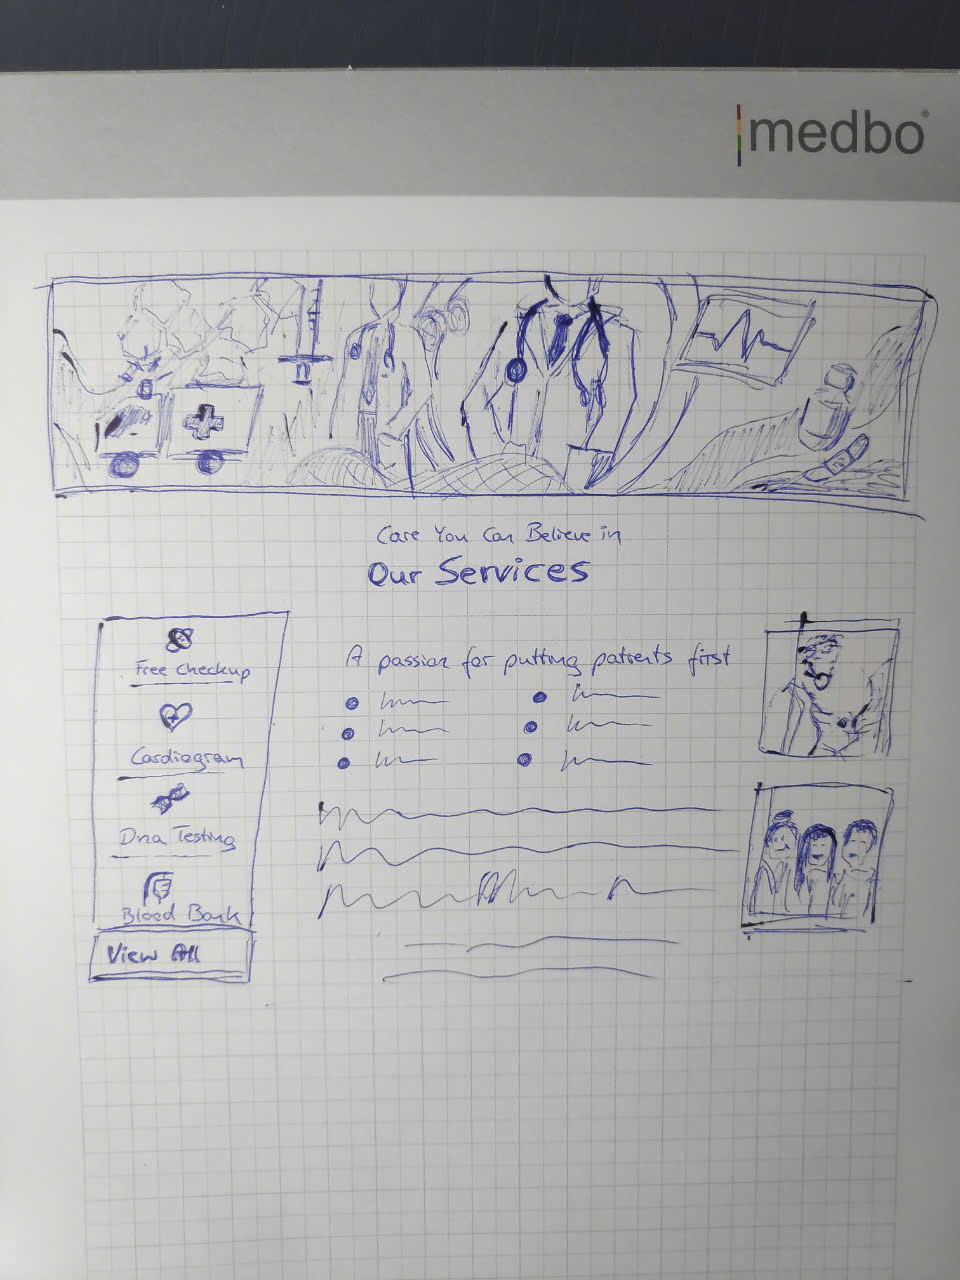 medbo®
Care You Can Believe in
Our Services
Free Checkup
Cardiogram
Dna Testing
Blood Bank
View All
A passion for putting patients first